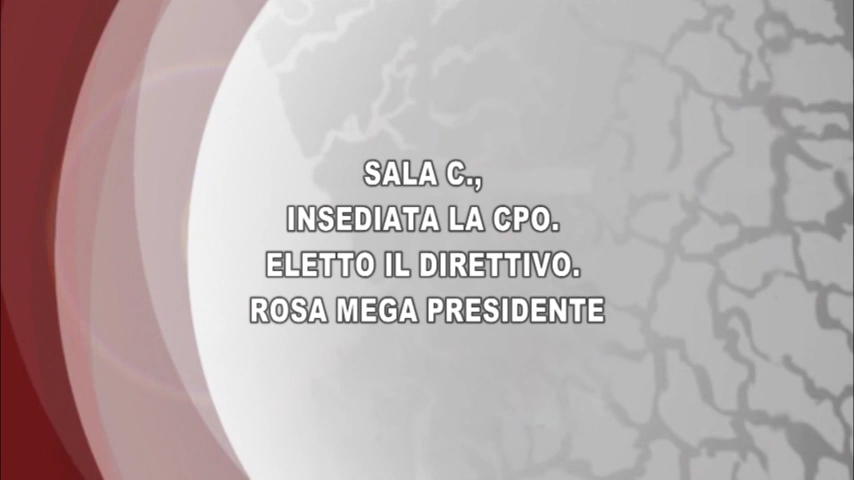 SALA C.,
INSEDIATA LA CPO.
ELETTO IL DIRETTIVO.
ROSA MEGA PRESIDENTE